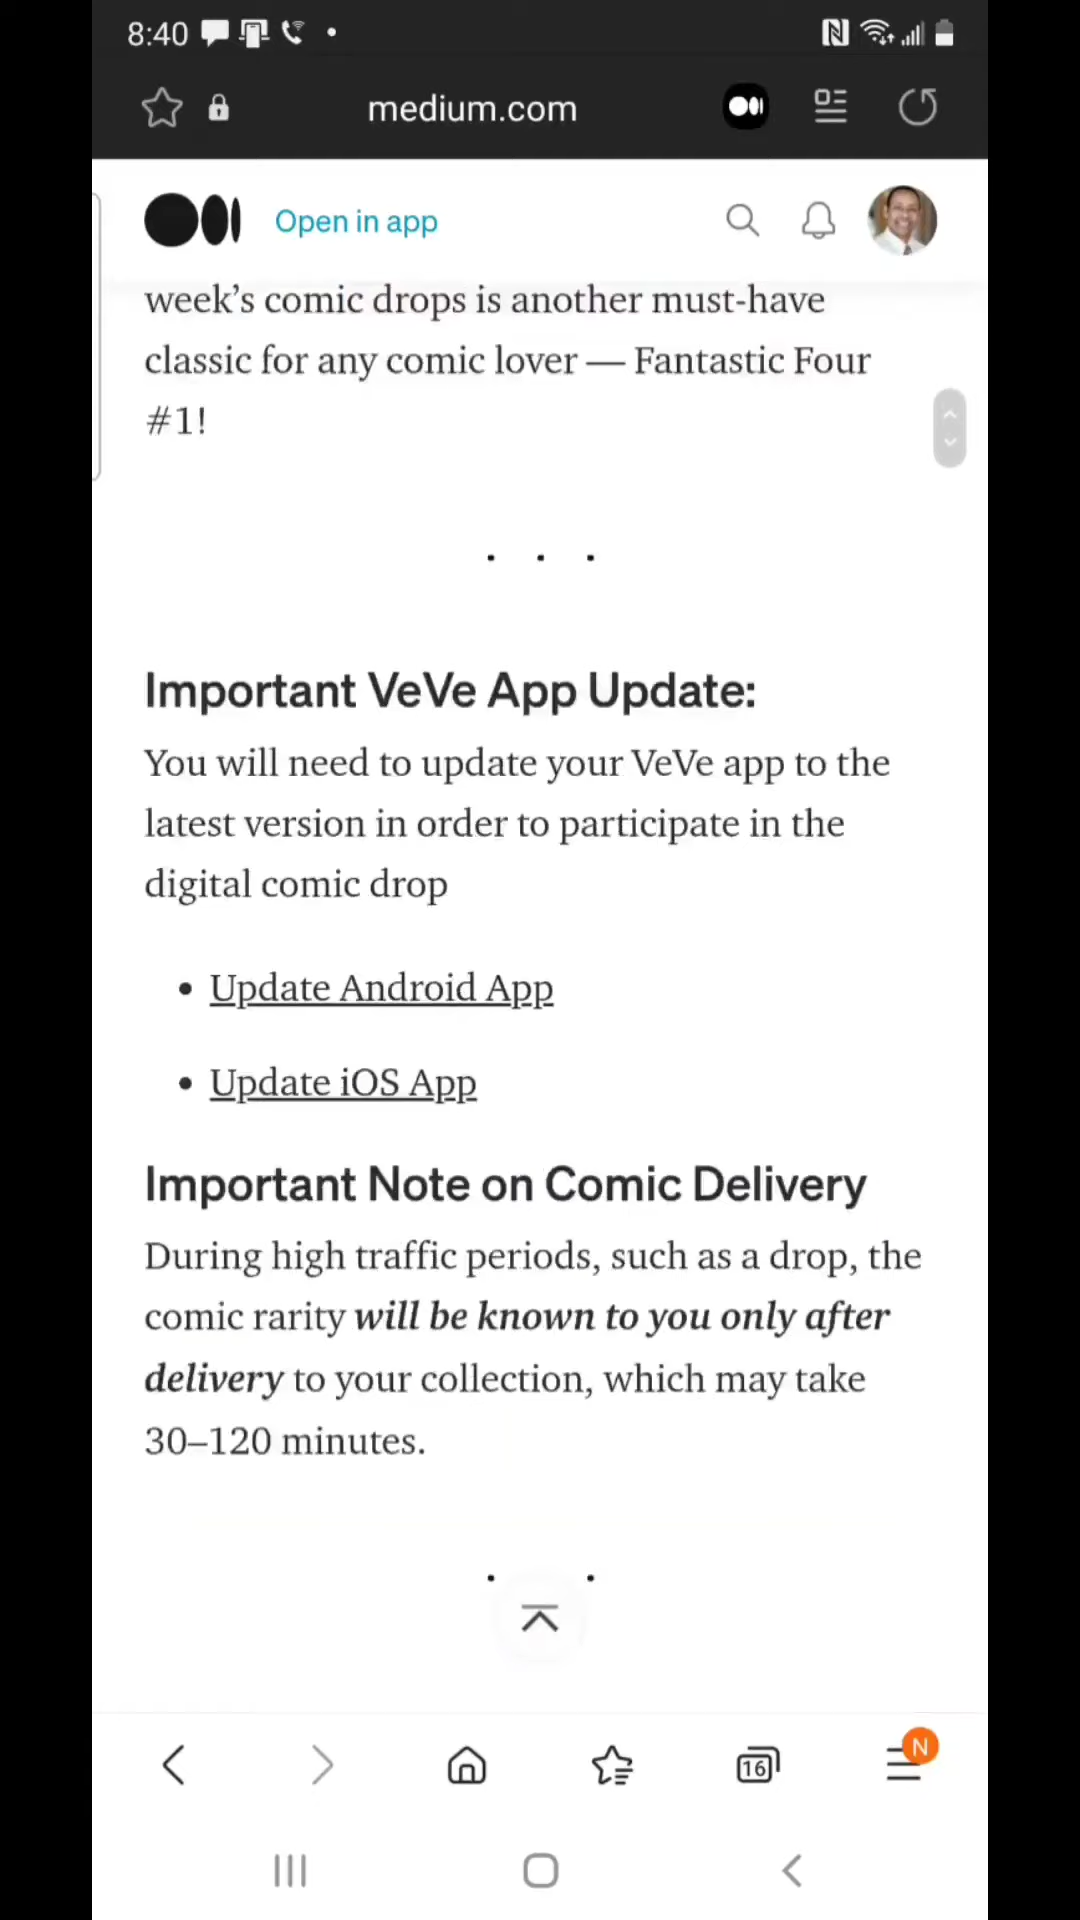 8:40
medium.com
Open in app
week’s comic drops is another must-have
classic for any comic lover — Fantastic Four
#1!
. . .
Important VeVe App Update:
You will need to update your VeVe app to the
latest version in order to participate in the
digital comic drop
• Update Android App
• Update iOS App
Important Note on Comic Delivery
During high traffic periods, such as a drop, the
comic rarity will be known to you only after
delivery to your collection, which may take
30–120 minutes.
16
N